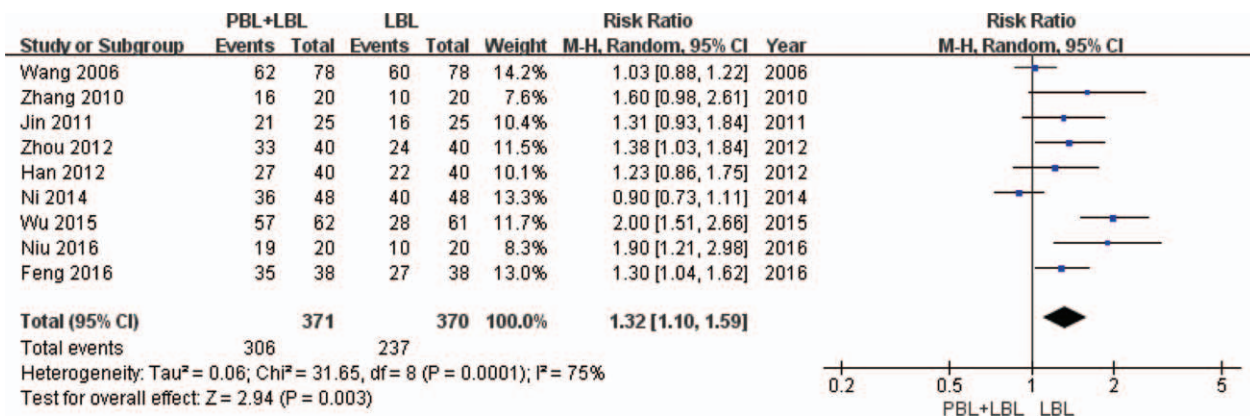 PBL+LBL LBL Risk Ratio Risk Ratio
Study or Subgroup Events Total Events Total Weight M-H, Random, 95% CI Year M-H, Random, 95% CI
Wang 2006 62 78 60 78 14.2% 1.03 [0.88, 1.22] 2006
Zhang 2010 16 20 10 20 7.6% 1.60 [0.98, 2.61] 2010
Jin 2011 21 25 16 25 10.4% 1.31 [0.93, 1.84] 2011
Zhou 2012 33 40 24 40 11.5% 1.38 [1.03, 1.84] 2012
Han 2012 27 40 22 40 10.1% 1.23 [0.86, 1.75] 2012
Ni 2014 36 48 40 48 13.3% 0.90 [0.73, 1.11] 2014
Wu 2015 57 62 28 61 11.7% 2.00 [1.51, 2.66] 2015
Niu 2016 19 20 10 20 8.3% 1.90 [1.21, 2.98] 2016
Feng 2016 35 38 27 38 13.0% 1.30 [1.04, 1.62] 2016
Total (95% CI) 371 370 100.0% 1.32 [1.10, 1.59]
Total events 306 237
Heterogeneity: Tau² = 0.06; Chi² = 31.65, df = 8 (P = 0.0001); I² = 75%
Test for overall effect: Z = 2.94 (P = 0.003)
0.2 0.5 1 2 5
PBL+LBL LBL